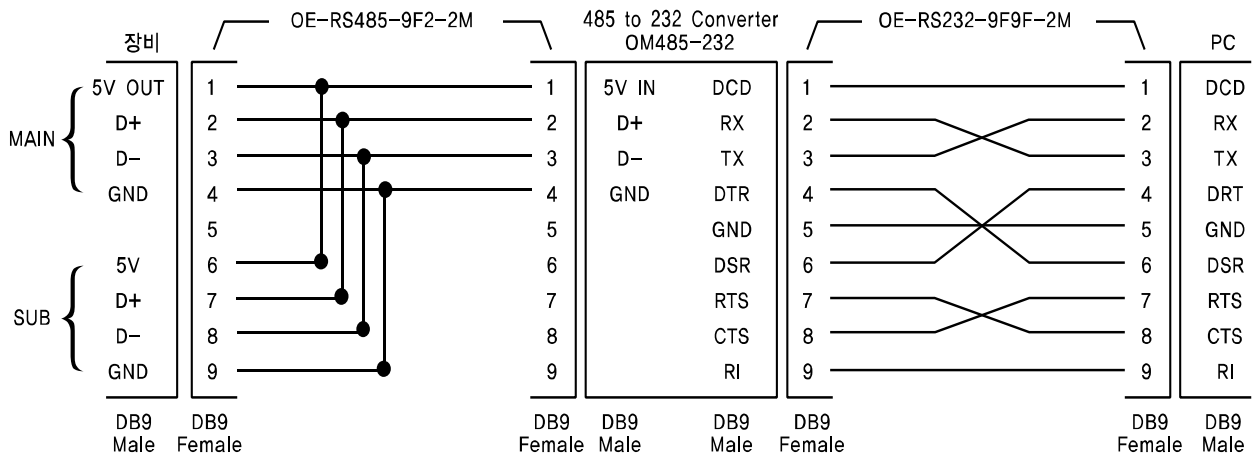 OE-RS485-9F2-2M
485 to 232 Converter
OM485-232
OE-RS232-9F9F-2M
장비
PC
5V OUT 1 1 5V IN DCD 1 1 DCD
D+ 2 2 D+ RX 2 2 RX
MAIN
D- 3 3 D- TX 3 3 TX
GND 4 4 GND DTR 4 4 DRT
5 5 GND 5 5 GND
5V 6 6 DSR 6 6 DSR
D+ 7 7 RTS 7 7 RTS
SUB
D- 8 8 CTS 8 8 CTS
GND 9 9 RI 9 9 RI
DB9 DB9 DB9 DB9 DB9 DB9 DB9 DB9
Male Female Female Male Male Female Female Male